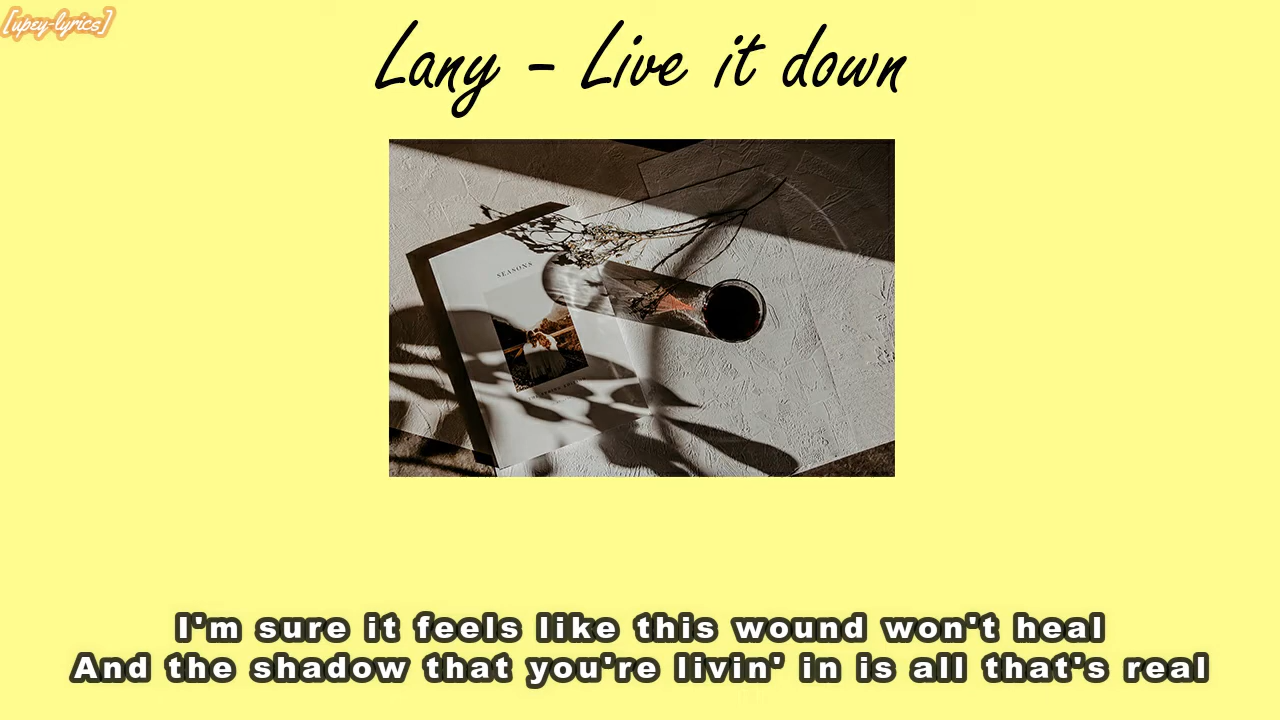 [upey-lyrics]
Lany - Live it down
SEASONS
I'm sure it feels like this wound won't heal
And the shadow that you're livin' in is all that's real